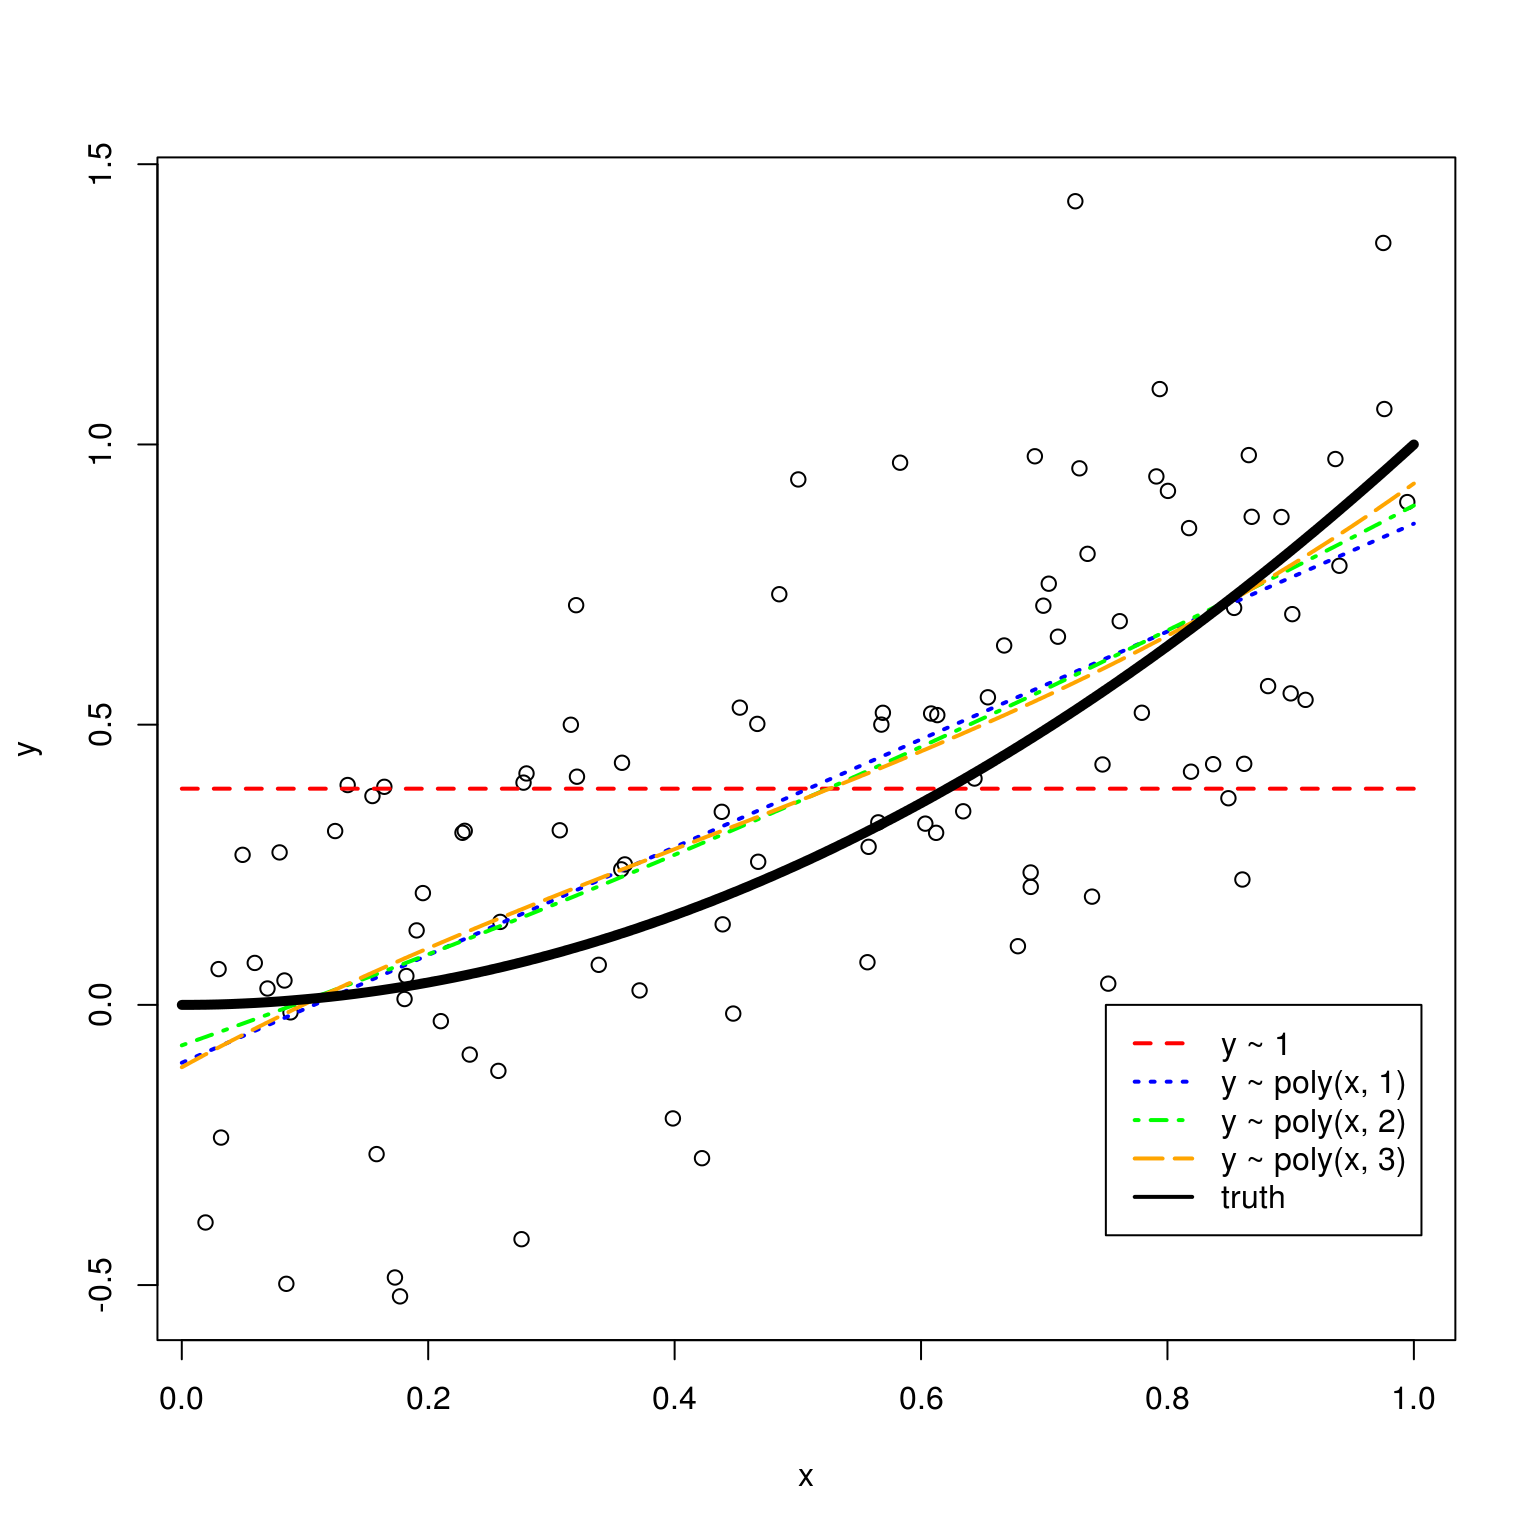 1.5
1.0
0.5
0.0
-0.5
y
y ~ 1
y ~ poly(x, 1)
y ~ poly(x, 2)
y ~ poly(x, 3)
truth
0.0 0.2 0.4 0.6 0.8 1.0
x